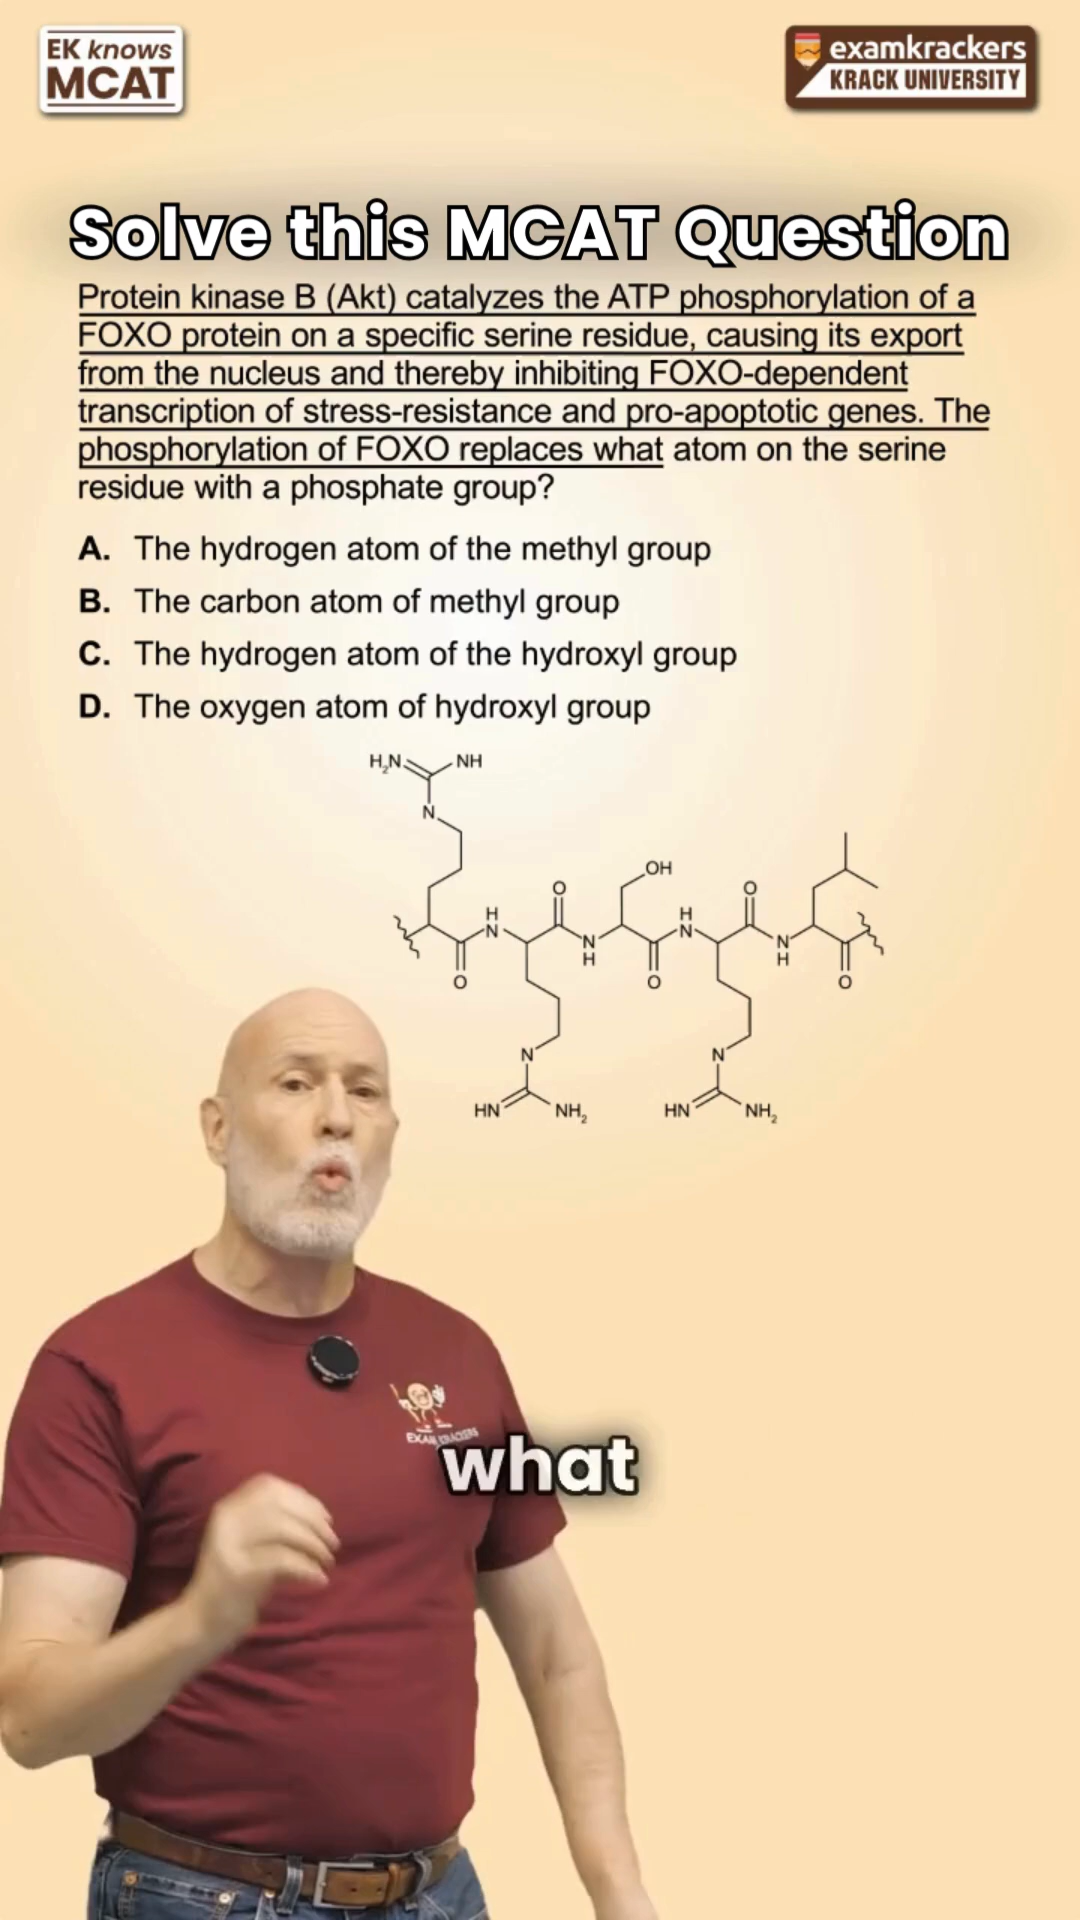 EK knows
MCAT
examkrackers
KRACK UNIVERSITY
Solve this MCAT Question
Protein kinase B (Akt) catalyzes the ATP phosphorylation of a
FOXO protein on a specific serine residue, causing its export
from the nucleus and thereby inhibiting FOXO-dependent
transcription of stress-resistance and pro-apoptotic genes. The
phosphorylation of FOXO replaces what atom on the serine
residue with a phosphate group?
A. The hydrogen atom of the methyl group
B. The carbon atom of methyl group
C. The hydrogen atom of the hydroxyl group
D. The oxygen atom of hydroxyl group
H₂N NH
N
OH
O O
H H
N N
N N
H H
O O O
N N
HN NH₂ HN NH₂
EXAMKRACKERS
what